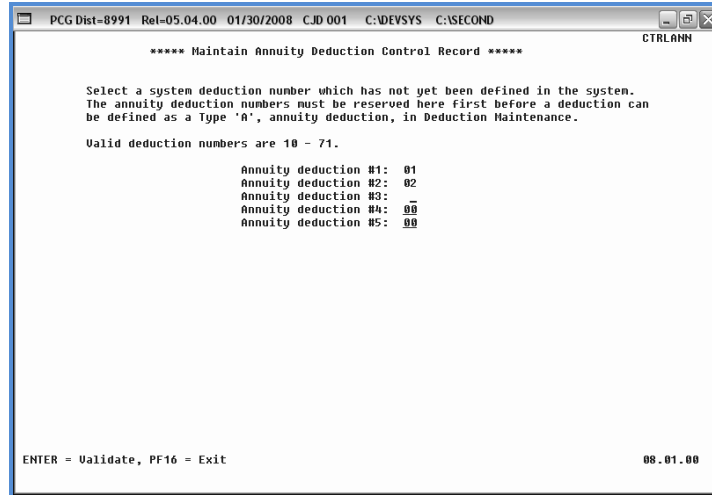 PCG Dist=8991 Rel=05.04.00 01/30/2008 CJD 001 C:\DEVSYS C:\SECOND
CTRLANN
***** Maintain Annuity Deduction Control Record *****
Select a system deduction number which has not yet been defined in the system.
The annuity deduction numbers must be reserved here first before a deduction can
be defined as a Type 'A', annuity deduction, in Deduction Maintenance.
Valid deduction numbers are 10 - 71.
Annuity deduction #1: 01
Annuity deduction #2: 02
Annuity deduction #3: _
Annuity deduction #4: 00
Annuity deduction #5: 00
ENTER = Validate, PF16 = Exit 08.01.00